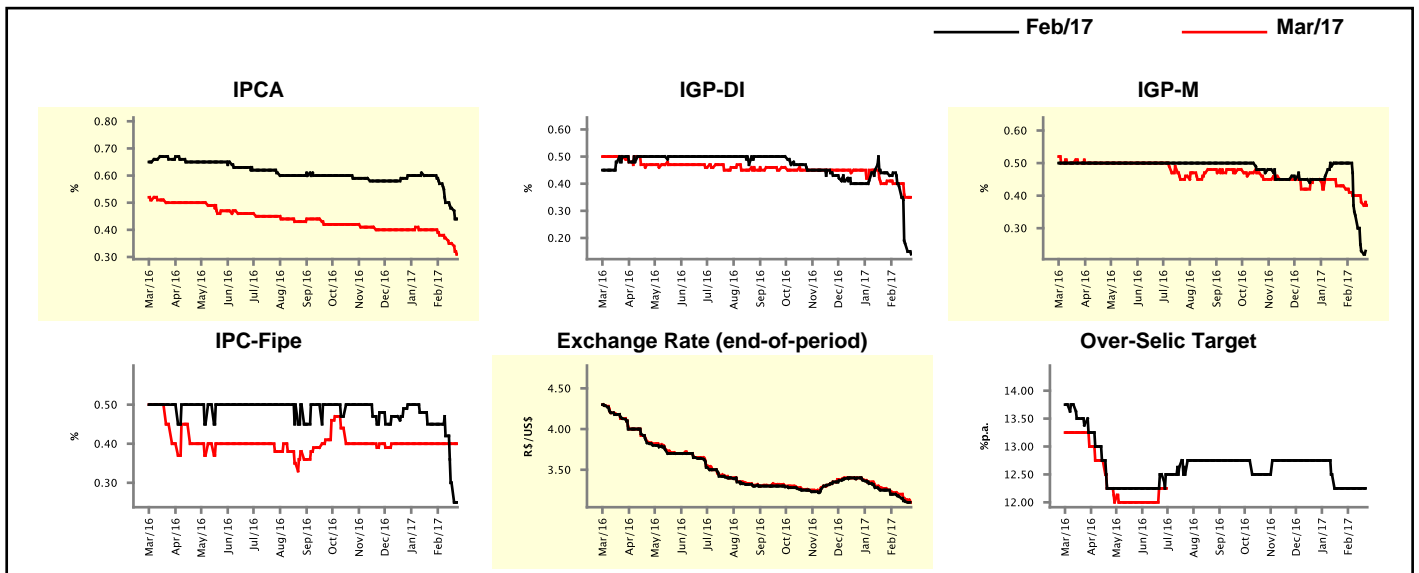 Feb/17 Mar/17
IPCA
0.80
0.70
0.60
0.50
0.40
0.30
%
Mar/16 Apr/16 May/16 Jun/16 Jul/16 Aug/16 Sep/16 Oct/16 Nov/16 Dec/16 Jan/17 Feb/17
IGP-DI
0.60
0.50
0.40
0.30
0.20
%
Mar/16 Apr/16 May/16 Jun/16 Jul/16 Aug/16 Sep/16 Oct/16 Nov/16 Dec/16 Jan/17 Feb/17
IGP-M
0.60
0.50
0.40
0.30
%
Mar/16 Apr/16 May/16 Jun/16 Jul/16 Aug/16 Sep/16 Oct/16 Nov/16 Dec/16 Jan/17 Feb/17
IPC-Fipe
0.50
0.40
0.30
%
Mar/16 Apr/16 May/16 Jun/16 Jul/16 Aug/16 Sep/16 Oct/16 Nov/16 Dec/16 Jan/17 Feb/17
Exchange Rate (end-of-period)
4.50
4.00
3.50
R$/US$
Mar/16 Apr/16 May/16 Jun/16 Jul/16 Aug/16 Sep/16 Oct/16 Nov/16 Dec/16 Jan/17 Feb/17
Over-Selic Target
14.00
13.50
13.00
12.50
12.00
%p.a.
Mar/16 Apr/16 May/16 Jun/16 Jul/16 Aug/16 Sep/16 Oct/16 Nov/16 Dec/16 Jan/17 Feb/17